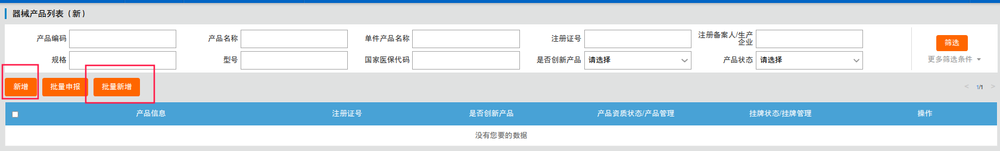 器械产品列表（新）
产品编码 产品名称 单件产品名称 注册证号 注册备案人/生产企业 筛选
规格 型号 国家医保代码 是否创新产品 请选择 产品状态 请选择 更多筛选条件
新增 批量申报 批量新增 < 1/1 >
产品信息 注册证号 是否创新产品 产品资质状态/产品管理 挂牌状态/挂牌管理 操作
没有您要的数据